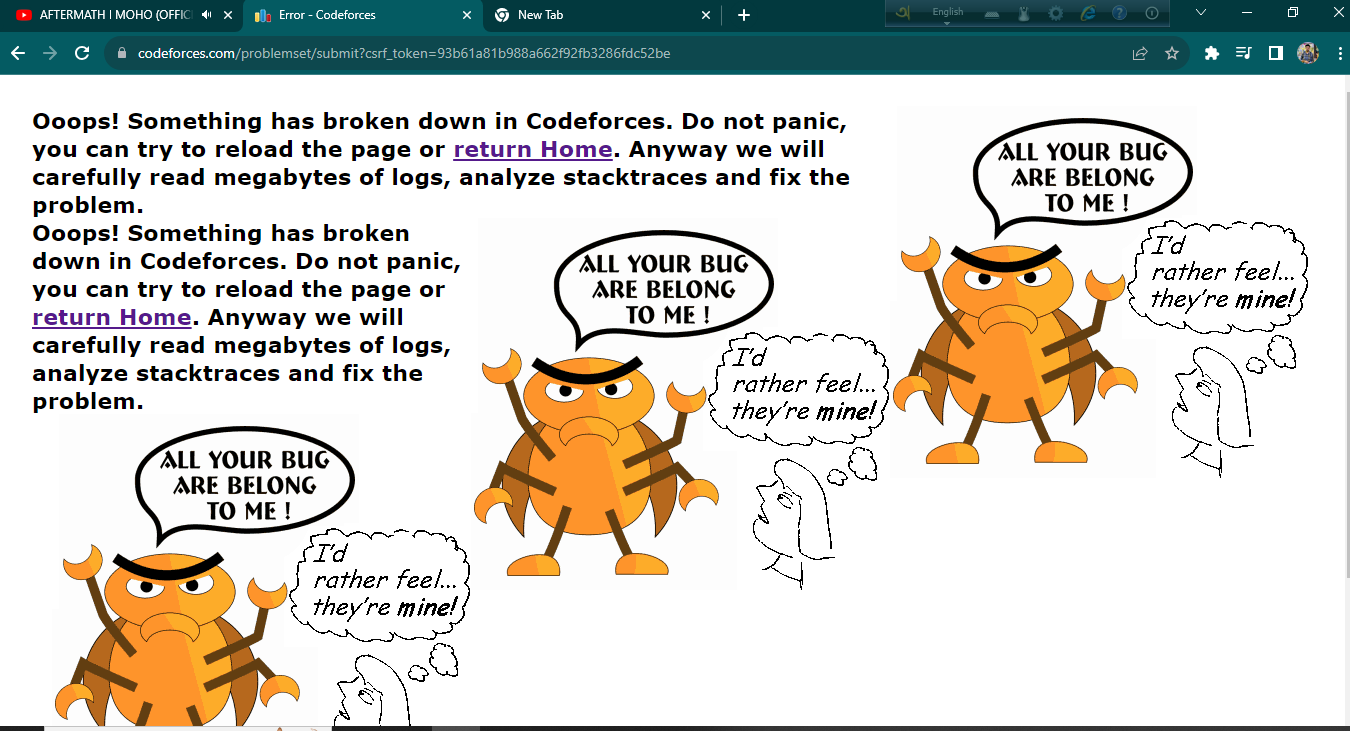 AFTERMATH | MOHO (OFFIC
Error - Codeforces
New Tab
English
codeforces.com/problemset/submit?csrf_token=93b61a81b988a662f92fb3286fdc52be
Ooops! Something has broken down in Codeforces. Do not panic,
you can try to reload the page or return Home. Anyway we will
carefully read megabytes of logs, analyze stacktraces and fix the
problem.
ALL YOUR BUG
ARE BELONG
TO ME !
I'd
rather feel...
they're mine!
Ooops! Something has broken
down in Codeforces. Do not panic,
you can try to reload the page or
return Home. Anyway we will
carefully read megabytes of logs,
analyze stacktraces and fix the
problem.
ALL YOUR BUG
ARE BELONG
TO ME !
I'd
rather feel...
they're mine!
ALL YOUR BUG
ARE BELONG
TO ME !
I'd
rather feel...
they're mine!